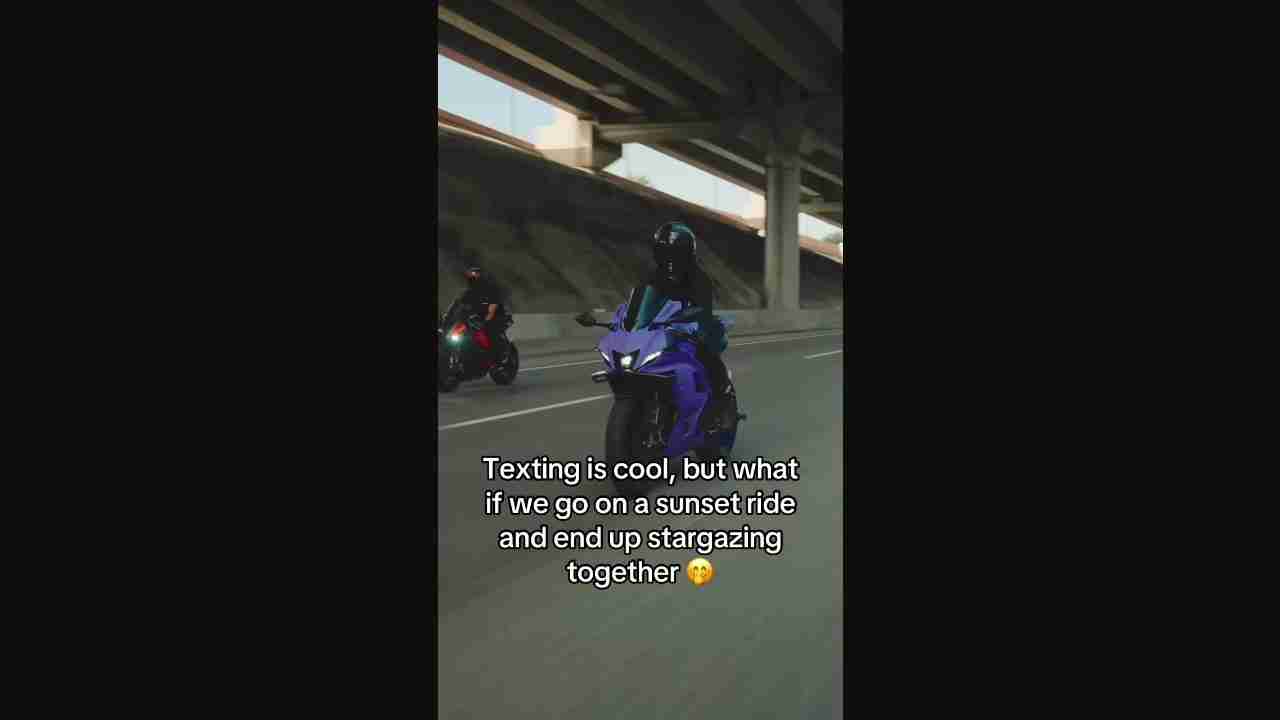 Texting is cool, but what
if we go on a sunset ride
and end up stargazing
together 🤭